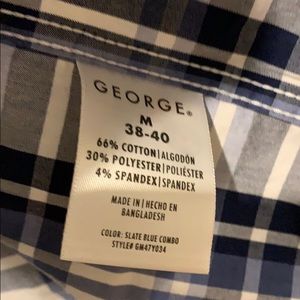 GEORGE®
M
38-40
66% COTTON|ALGODÓN
30% POLYESTER|POLIÉSTER
4% SPANDEX|SPANDEX
MADE IN | HECHO EN
BANGLADESH
COLOR: SLATE BLUE COMBO
STYLE# GM47Y034